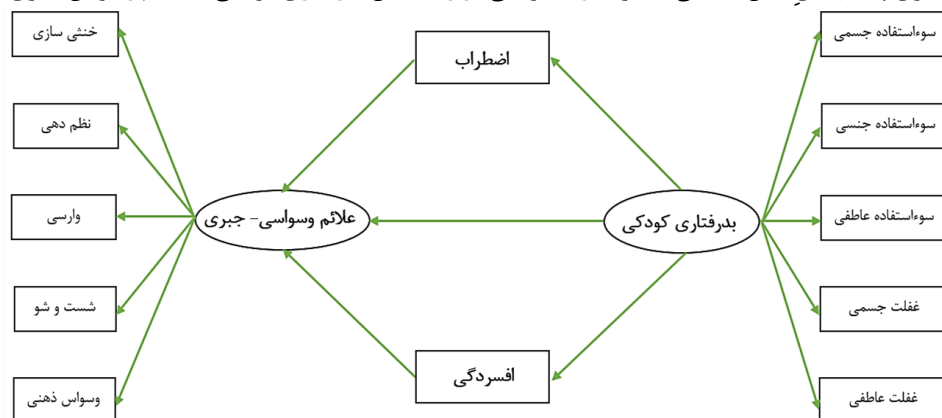 سوءاستفاده جسمی
سوءاستفاده جنسی
سوءاستفاده عاطفی
غفلت جسمی
غفلت عاطفی
بدرفتاری کودکی
اضطراب
افسردگی
علائم وسواسی- جبری
خنثی سازی
نظم دهی
وارسی
شست و شو
وسواس ذهنی